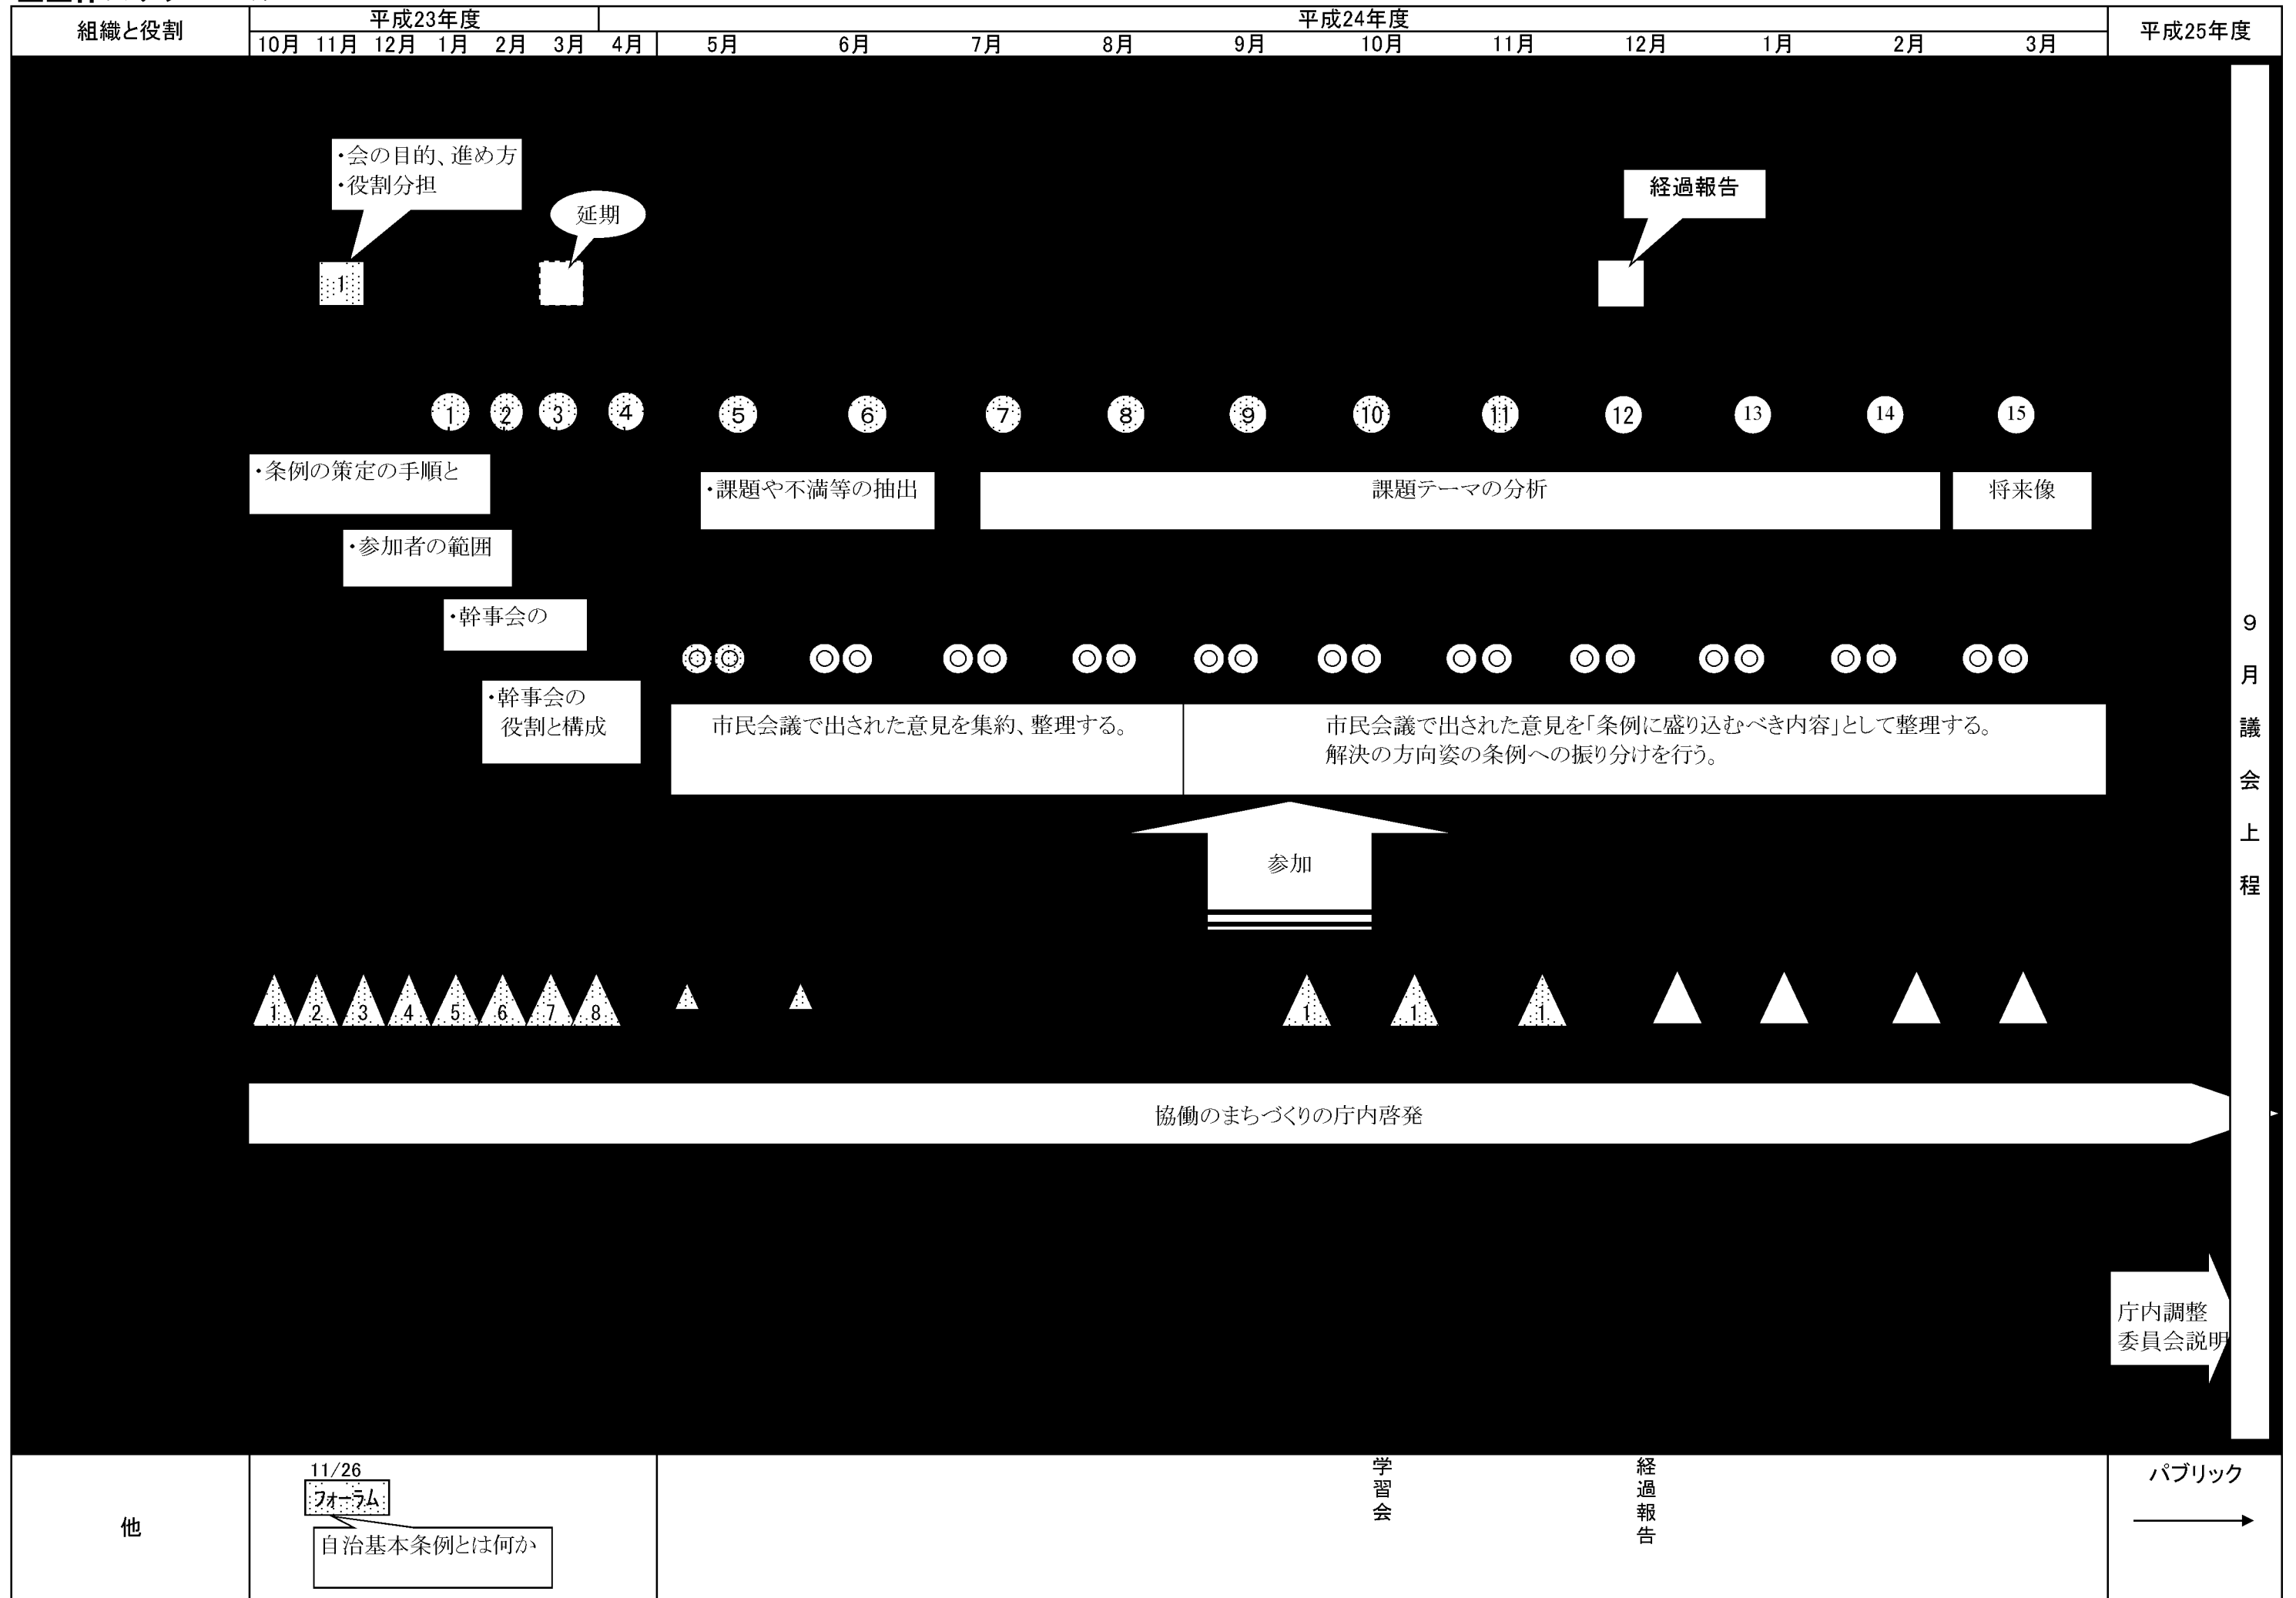 組織と役割
平成23年度
平成24年度
平成25年度
10月 11月 12月 1月 2月 3月 4月 5月 6月 7月 8月 9月 10月 11月 12月 1月 2月 3月
・会の目的、進め方
・役割分担
延期
経過報告
1
1 2 3 4 5 6 7 8 9 10 11 12 13 14 15
・条例の策定の手順と
・課題や不満等の抽出
課題テーマの分析
将来像
・参加者の範囲
・幹事会の
・幹事会の
役割と構成
市民会議で出された意見を集約、整理する。
市民会議で出された意見を「条例に盛り込むべき内容」として整理する。
解決の方向姿の条例への振り分けを行う。
参加
1 2 3 4 5 6 7 8 1 1 1
協働のまちづくりの庁内啓発
庁内調整
委員会説明
9月議会上程
他
11/26
フォーラム
自治基本条例とは何か
学習会
経過報告
パブリック